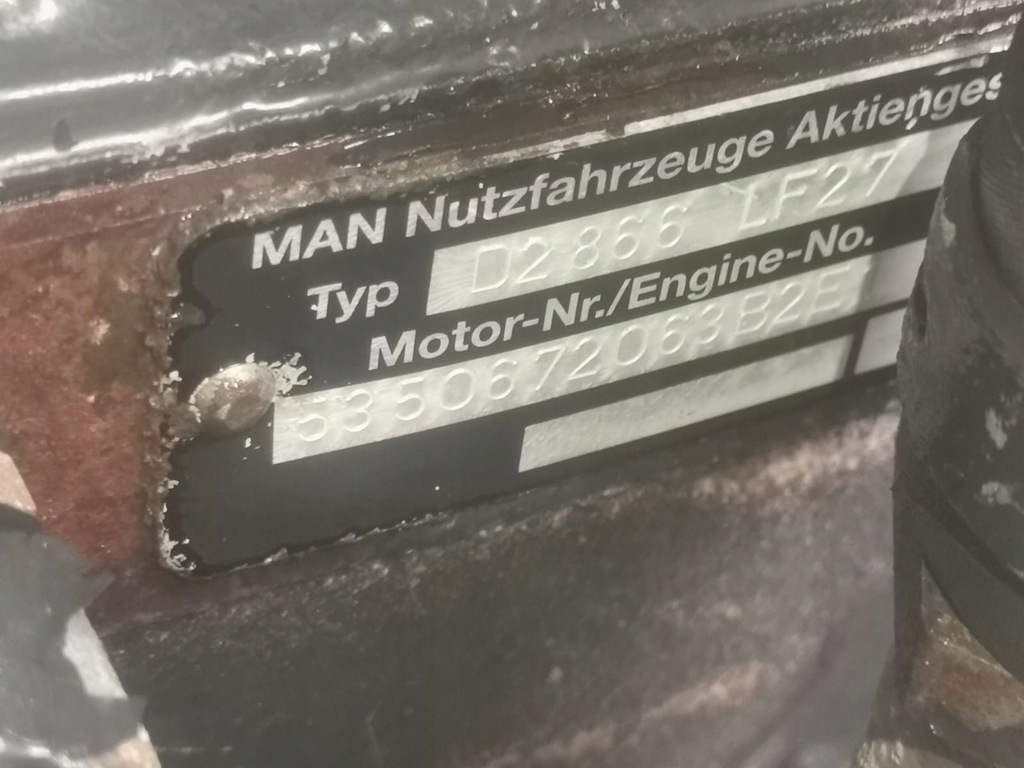 MAN Nutzfahrzeuge Aktienges
Typ D2866 LF27
Motor-Nr./Engine-No.
5350672063B2E